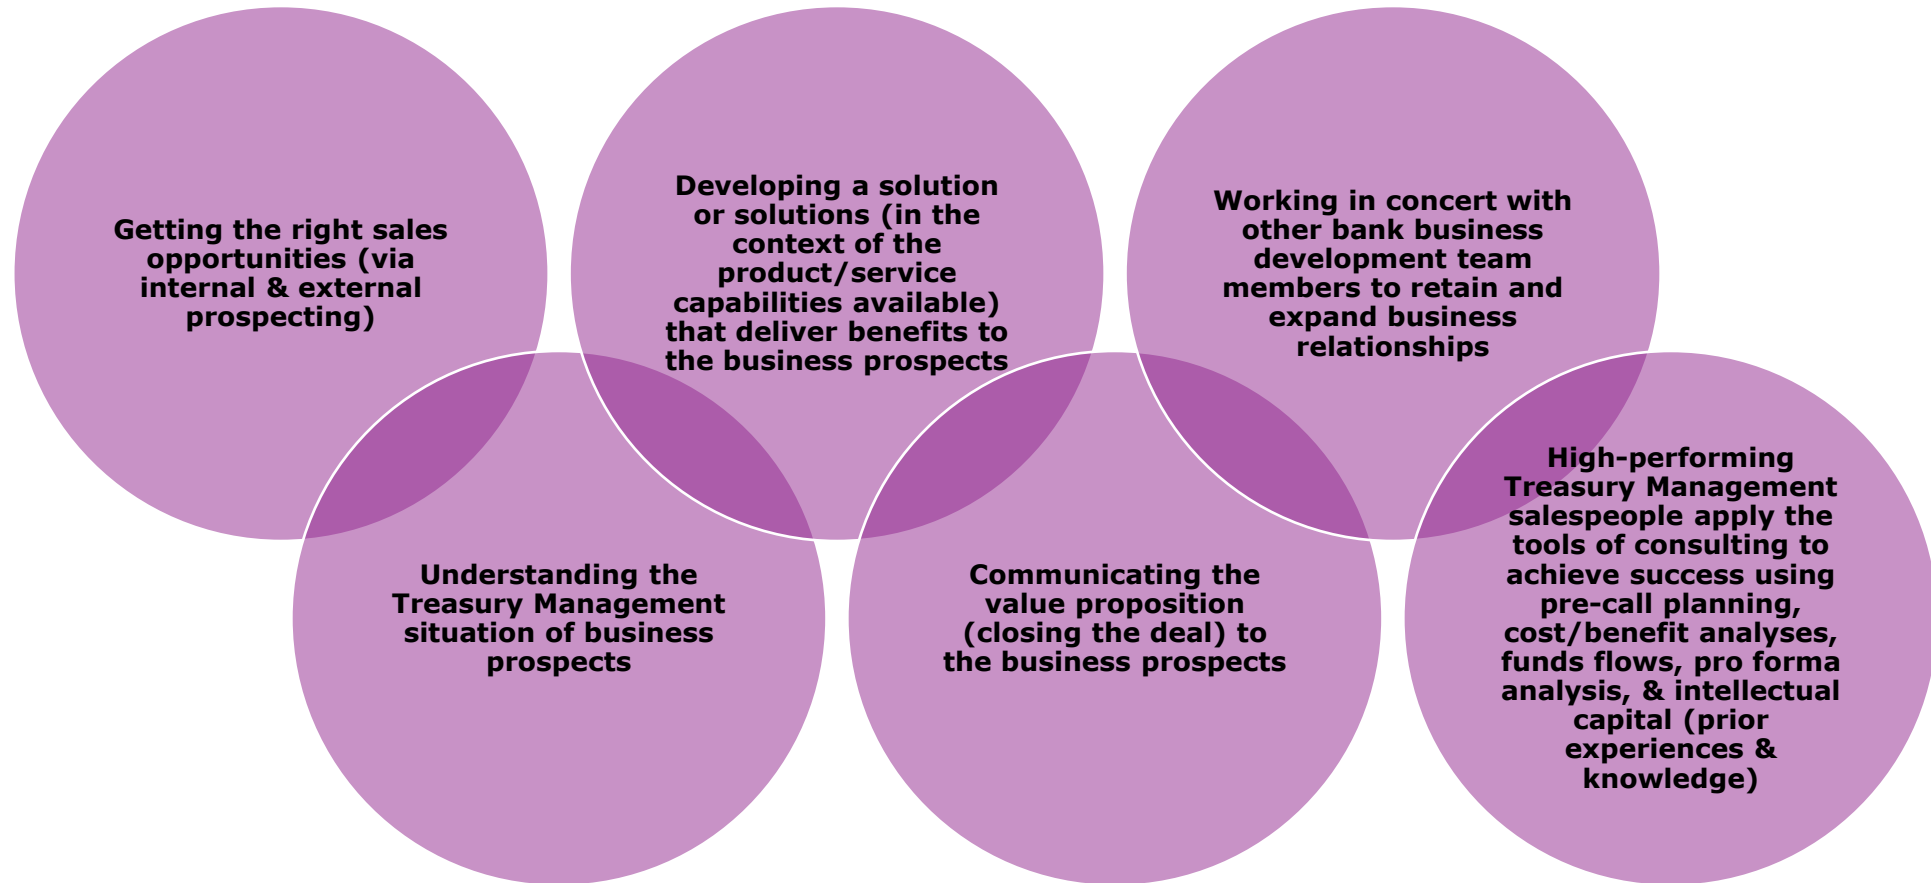 Getting the right sales
opportunities (via
internal & external
prospecting)
Understanding the
Treasury Management
situation of business
prospects
Developing a solution
or solutions (in the
context of the
product/service
capabilities available)
that deliver benefits to
the business prospects
Communicating the
value proposition
(closing the deal) to
the business prospects
Working in concert with
other bank business
development team
members to retain and
expand business
relationships
High-performing
Treasury Management
salespeople apply the
tools of consulting to
achieve success using
pre-call planning,
cost/benefit analyses,
funds flows, pro forma
analysis, & intellectual
capital (prior
experiences &
knowledge)